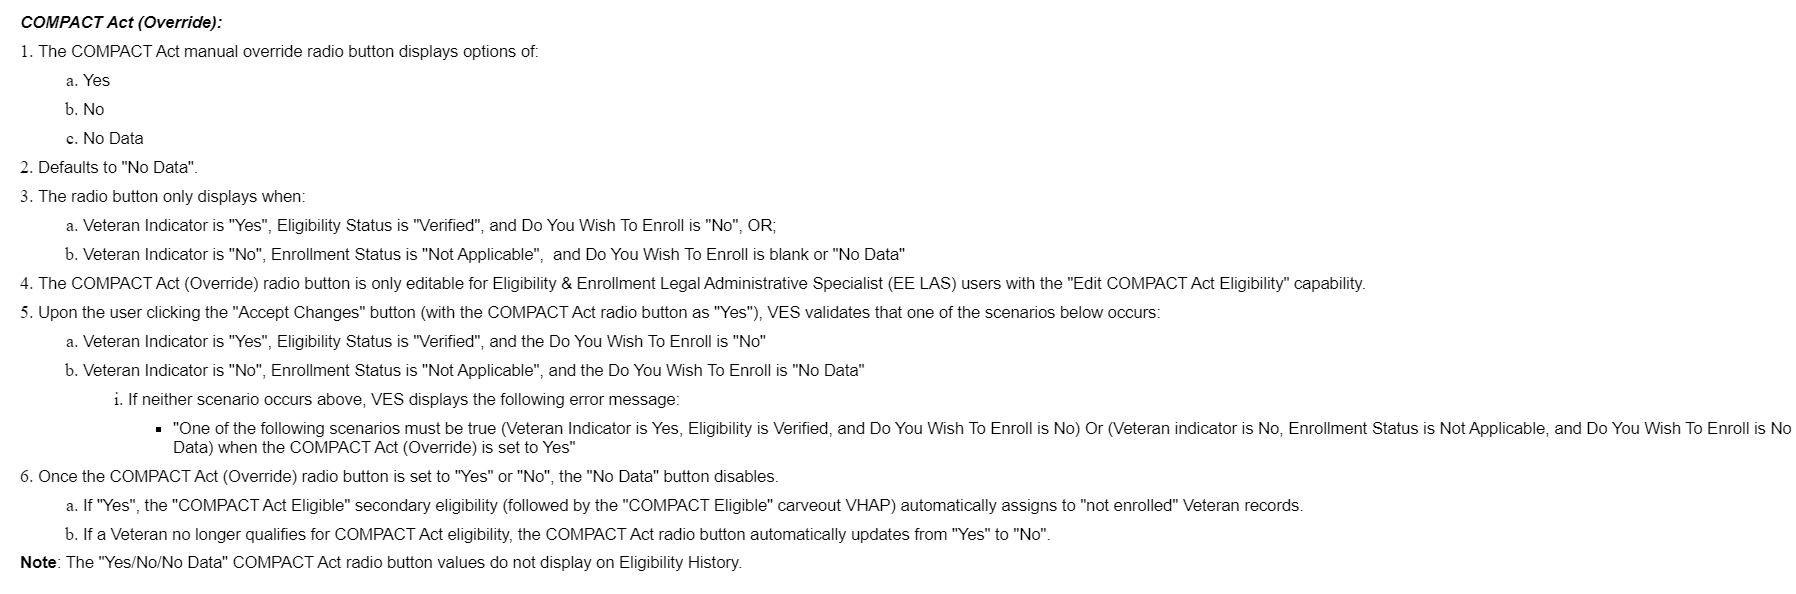 COMPACT Act (Override):
1. The COMPACT Act manual override radio button displays options of:
a. Yes
b. No
c. No Data
2. Defaults to "No Data".
3. The radio button only displays when:
a. Veteran Indicator is "Yes", Eligibility Status is "Verified", and Do You Wish To Enroll is "No", OR;
b. Veteran Indicator is "No", Enrollment Status is "Not Applicable",  and Do You Wish To Enroll is blank or "No Data"
4. The COMPACT Act (Override) radio button is only editable for Eligibility & Enrollment Legal Administrative Specialist (EE LAS) users with the "Edit COMPACT Act Eligibility" capability.
5. Upon the user clicking the "Accept Changes" button (with the COMPACT Act radio button as "Yes"), VES validates that one of the scenarios below occurs:
a. Veteran Indicator is "Yes", Eligibility Status is "Verified", and the Do You Wish To Enroll is "No"
b. Veteran Indicator is "No", Enrollment Status is "Not Applicable", and the Do You Wish To Enroll is "No Data"
i. If neither scenario occurs above, VES displays the following error message:
▪ "One of the following scenarios must be true (Veteran Indicator is Yes, Eligibility is Verified, and Do You Wish To Enroll is No) Or (Veteran indicator is No, Enrollment Status is Not Applicable, and Do You Wish To Enroll is No
Data) when the COMPACT Act (Override) is set to Yes"
6. Once the COMPACT Act (Override) radio button is set to "Yes" or "No", the "No Data" button disables.
a. If "Yes", the "COMPACT Act Eligible" secondary eligibility (followed by the "COMPACT Eligible" carveout VHAP) automatically assigns to "not enrolled" Veteran records.
b. If a Veteran no longer qualifies for COMPACT Act eligibility, the COMPACT Act radio button automatically updates from "Yes" to "No".
Note: The "Yes/No/No Data" COMPACT Act radio button values do not display on Eligibility History.